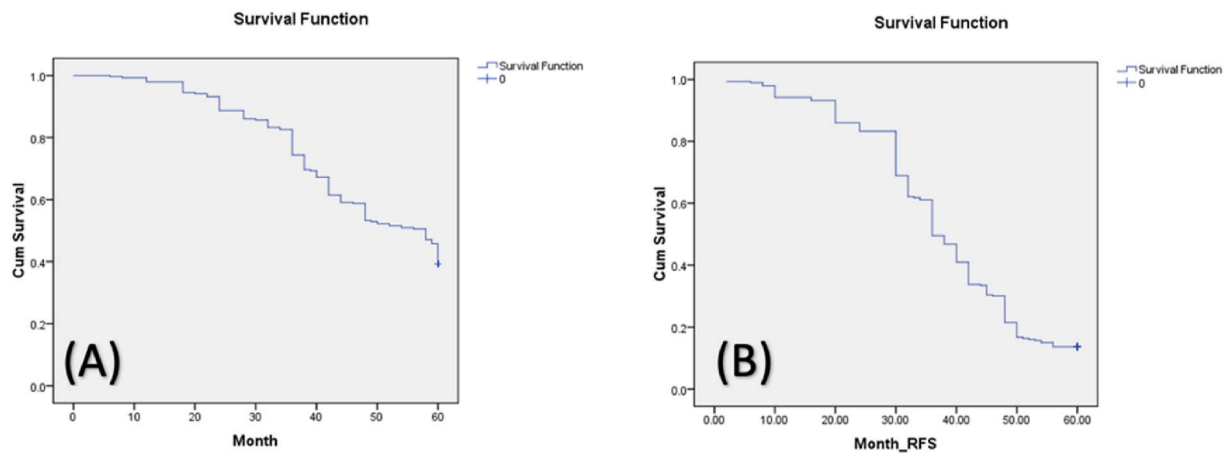 Survival Function
Survival Function
0
1.0
0.8
0.6
0.4
0.2
0.0
Cum Survival
(A)
0 10 20 30 40 50 60
Month
Survival Function
Survival Function
0
1.0
0.8
0.6
0.4
0.2
0.0
Cum Survival
(B)
0.00 10.00 20.00 30.00 40.00 50.00 60.00
Month_RFS